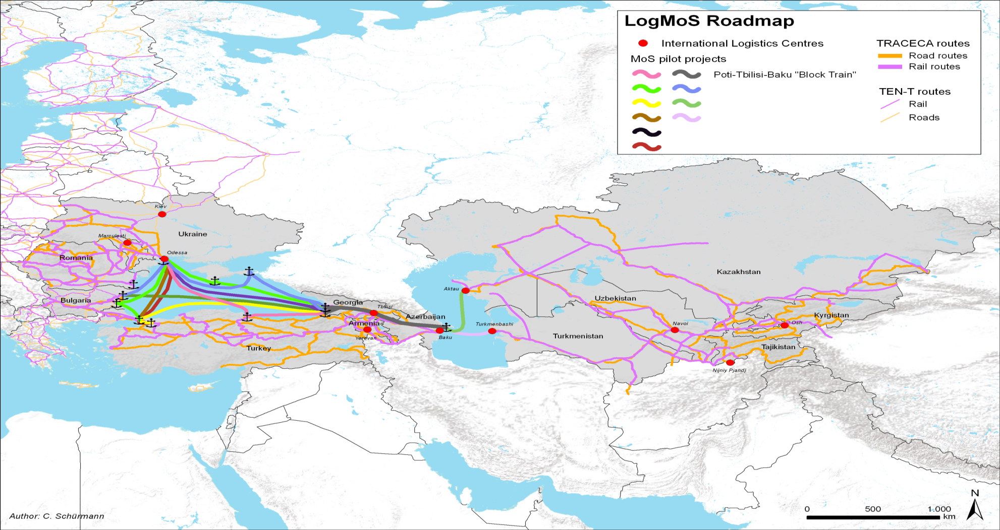 LogMoS Roadmap
International Logistics Centres
MoS pilot projects
Poti-Tbilisi-Baku "Block Train"
TRACECA routes
Road routes
Rail routes
TEN-T routes
Rail
Roads
Kiev
Ukraine
Marculesti
Odessa
Romania
Bulgaria
Georgia
Tbilisi
Azerbaijan
Armenia
Yerevan
Baku
Turkey
Aktau
Turkmenbashi
Kazakhstan
Uzbekistan
Turkmenistan
Navoi
Osh
Kyrgistan
Tajikistan
Nijniy Pjandj
Author: C. Schürmann
N
0 500 1.000
km